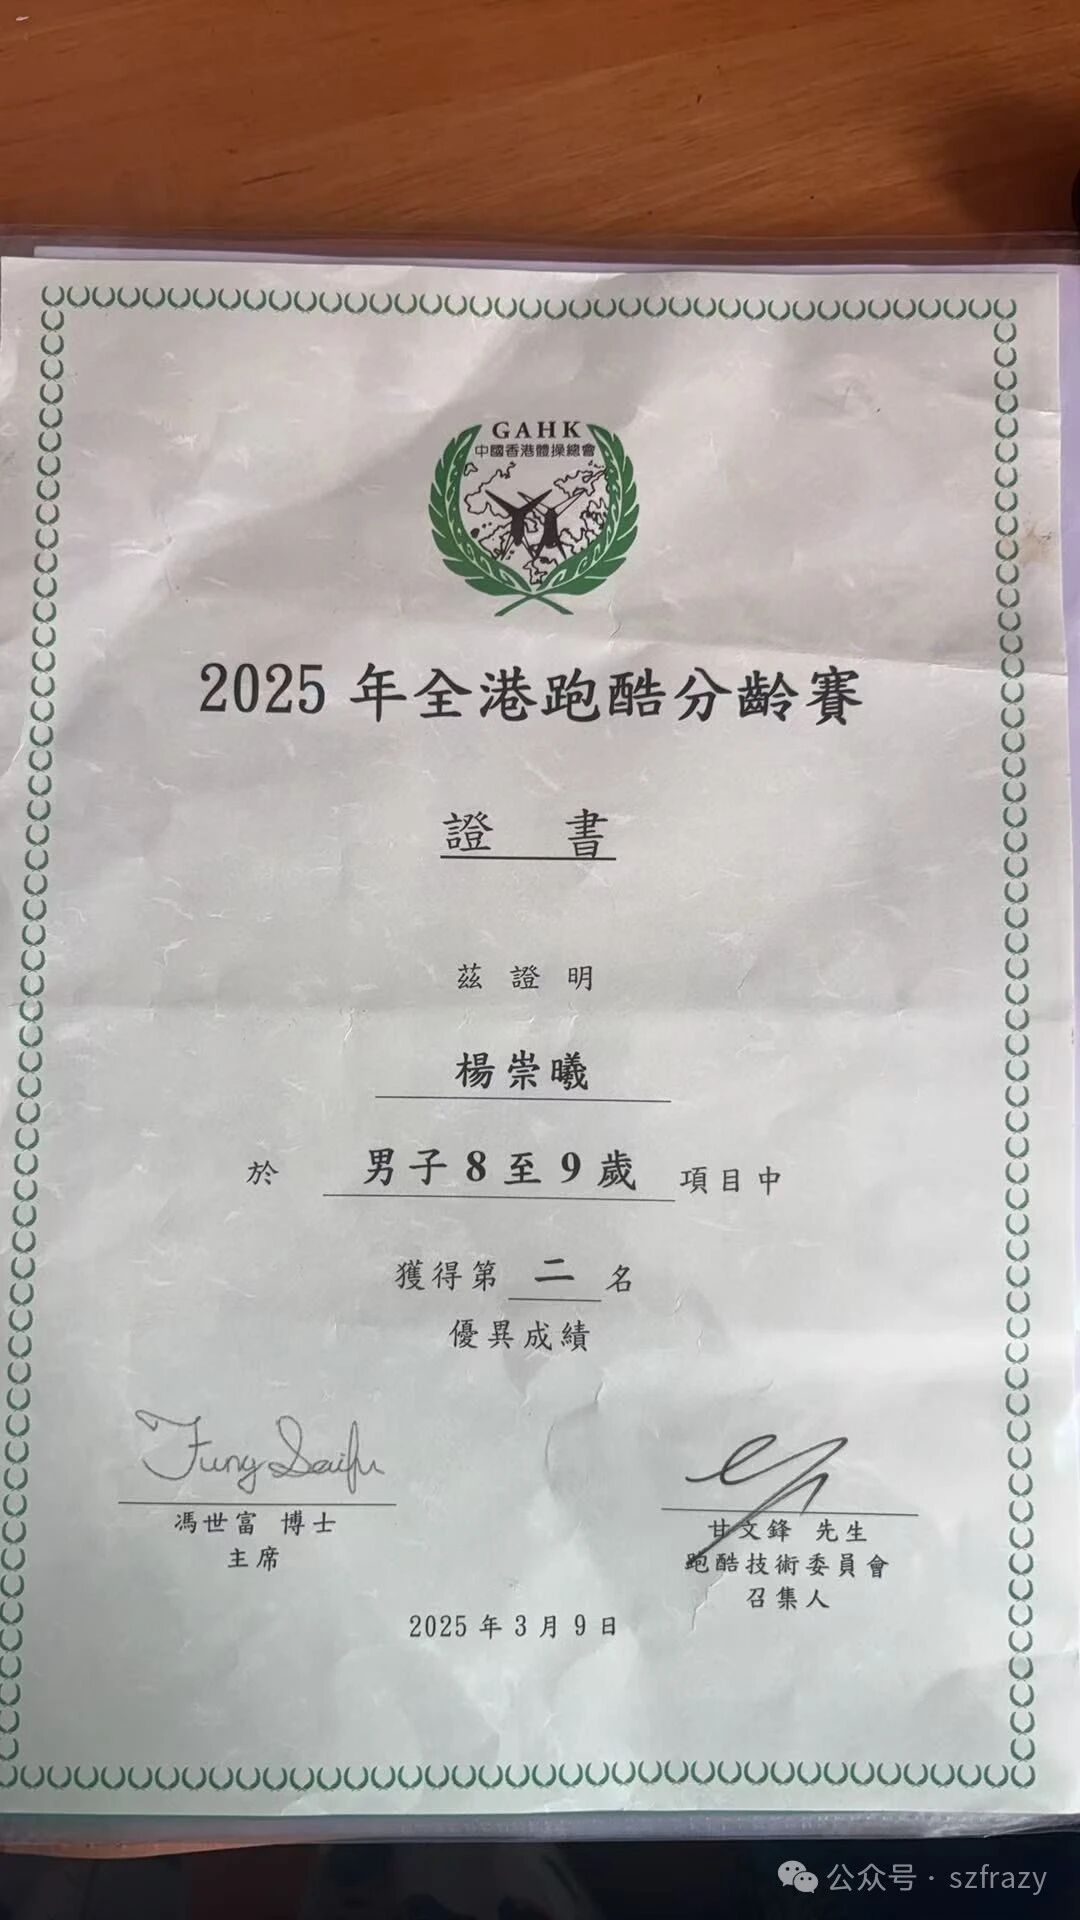 GAHK
中國香港體操總會
2025 年全港跑酷分齡賽
證 書
茲證明
楊崇曦
於 男子 8 至 9 歲 項目中
獲得第 二 名
優異成績
Fung Saifu
馮世富 博士
主席
甘文鋒 先生
跑酷技術委員會
召集人
2025 年 3 月 9 日
公众号 · szfrazy